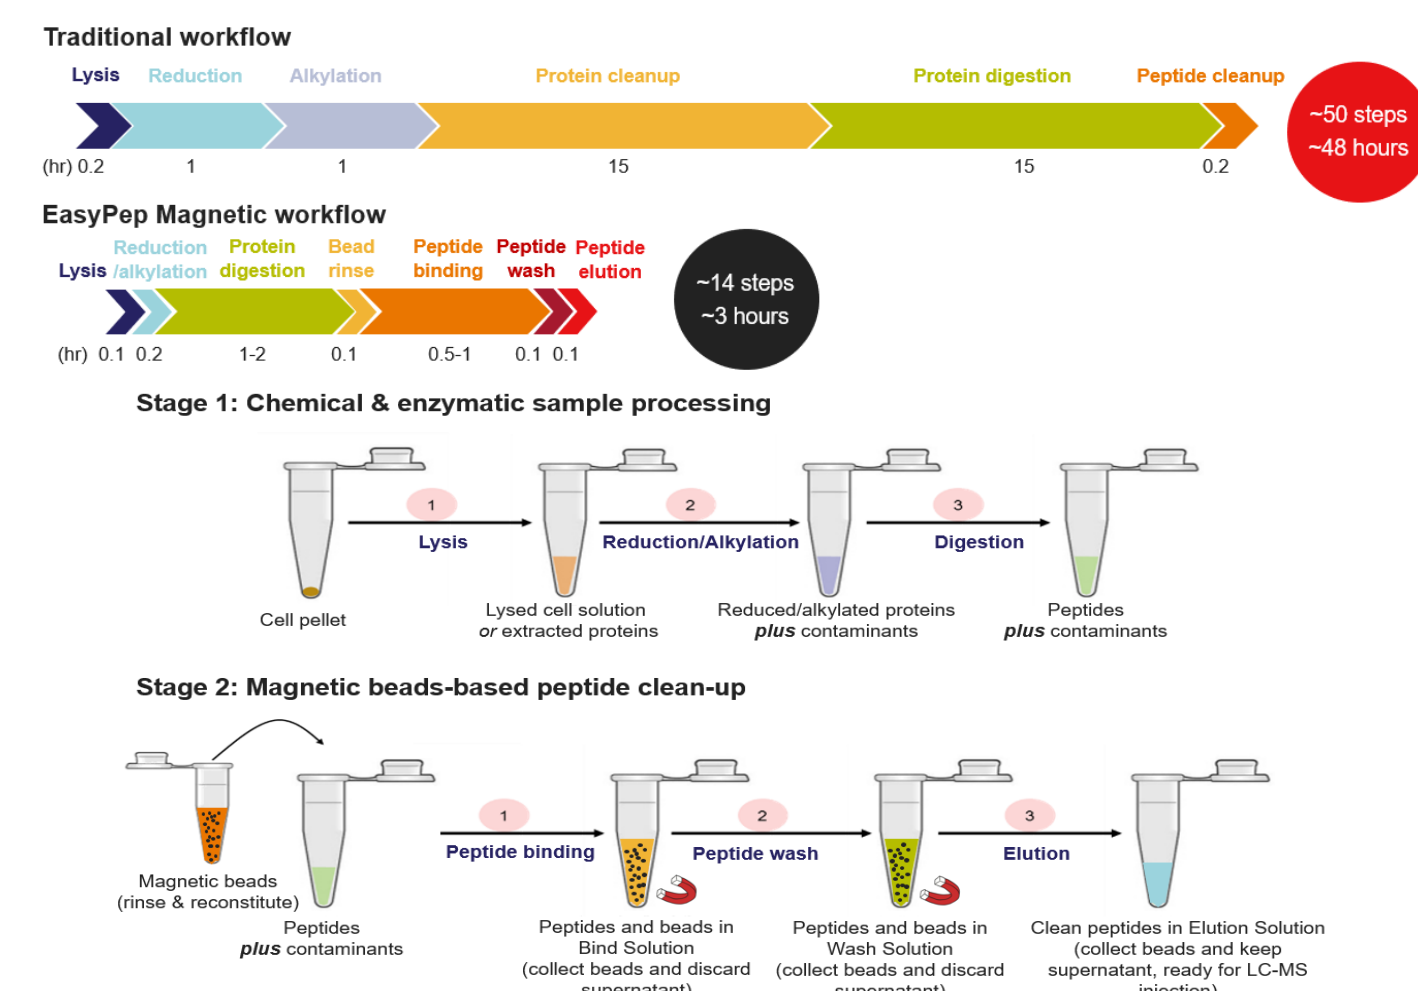 Traditional workflow
Lysis Reduction Alkylation Protein cleanup Protein digestion Peptide cleanup
~50 steps
~48 hours
(hr) 0.2 1 1 15 15 0.2
EasyPep Magnetic workflow
Reduction Protein Bead Peptide Peptide Peptide
Lysis /alkylation digestion rinse binding wash elution
~14 steps
~3 hours
(hr) 0.1 0.2 1-2 0.1 0.5-1 0.1 0.1
Stage 1: Chemical & enzymatic sample processing
1 2 3
Lysis Reduction/Alkylation Digestion
Cell pellet
Lysed cell solution
or extracted proteins
Reduced/alkylated proteins
plus contaminants
Peptides
plus contaminants
Stage 2: Magnetic beads-based peptide clean-up
1 2 3
Peptide binding Peptide wash Elution
Magnetic beads
(rinse & reconstitute)
Peptides
plus contaminants
Peptides and beads in
Bind Solution
(collect beads and discard
supernatant)
Peptides and beads in
Wash Solution
(collect beads and discard
supernatant)
Clean peptides in Elution Solution
(collect beads and keep
supernatant, ready for LC-MS
injection)